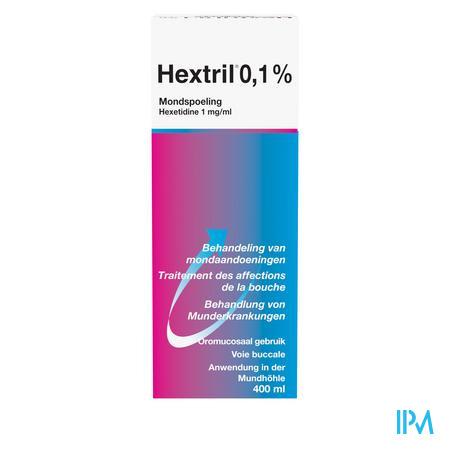 Hextril® 0,1%
Mondspoeling
Hexetidine 1 mg/ml
Behandeling van
mondaandoeningen
Traitement des affections
de la bouche
Behandlung von
Munderkrankungen
Oromucosaal gebruik
Voie buccale
Anwendung in der
Mundhöhle
400 ml
IPM